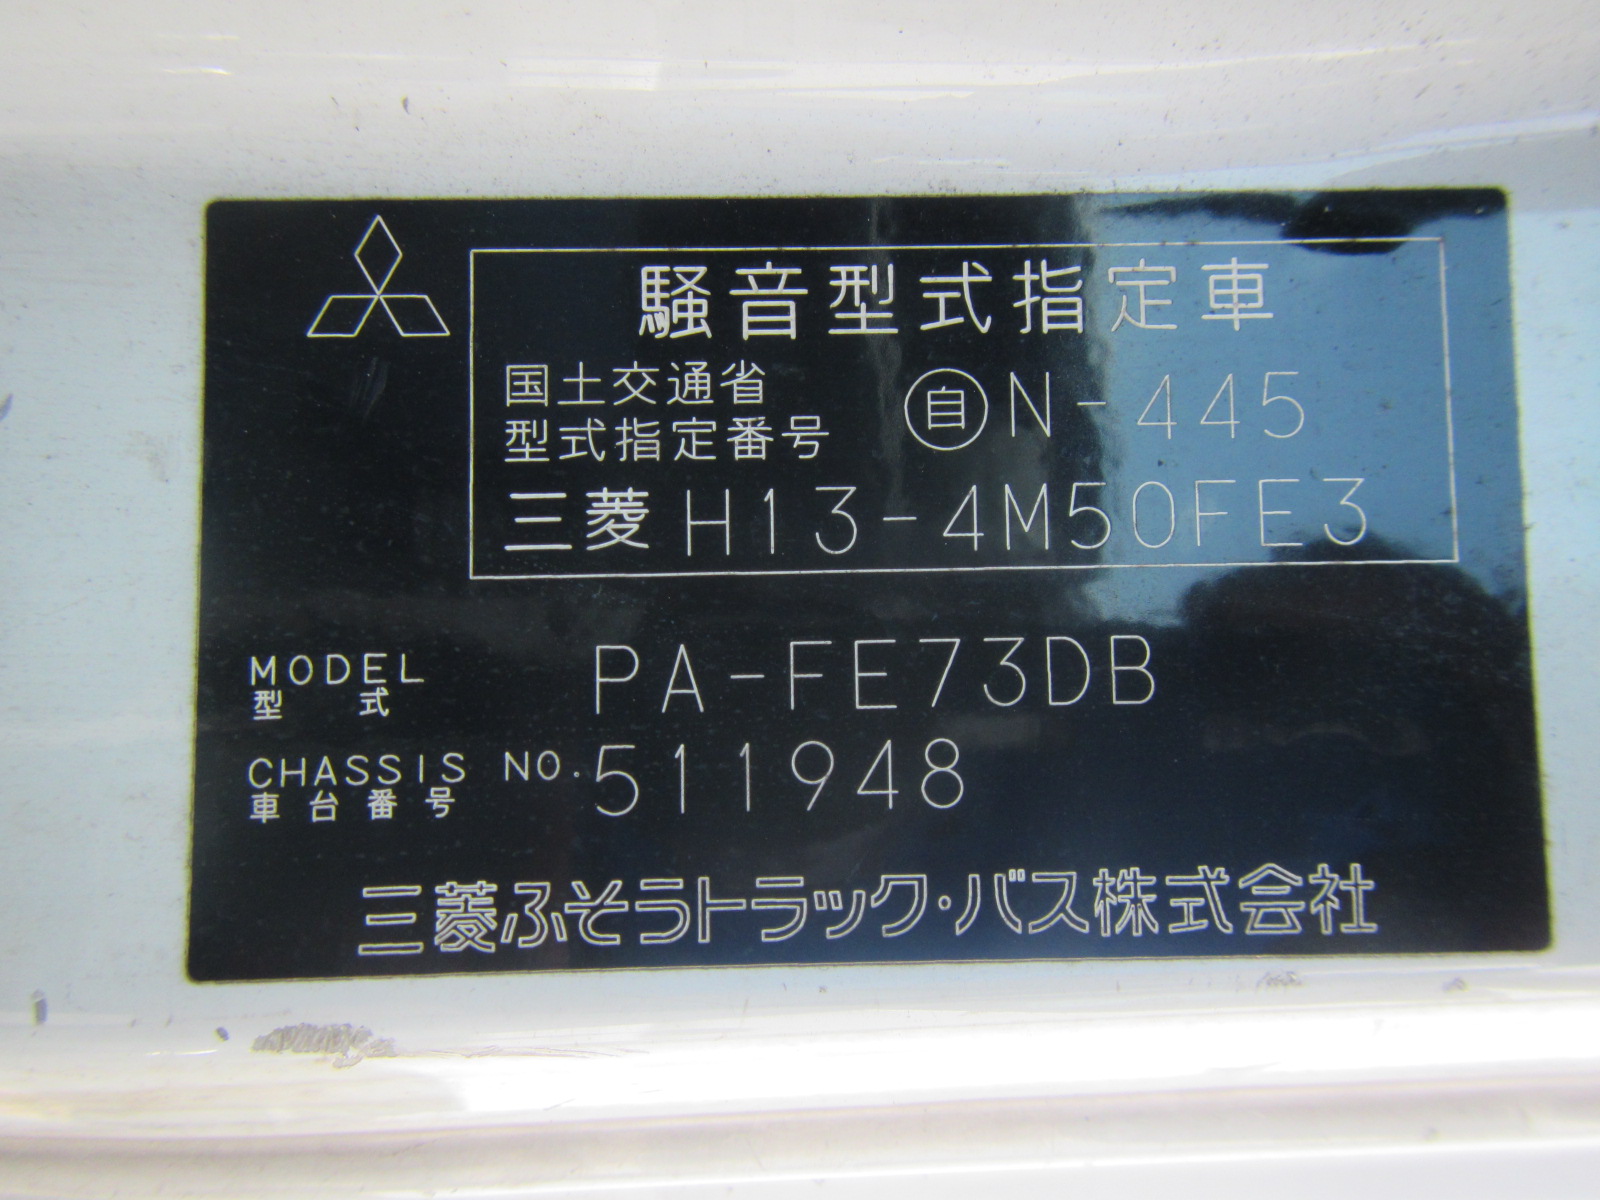 騒音型式指定車
国土交通省
型式指定番号 自 N-445
三菱 H13-4M50FE3
MODEL
型式 PA-FE73DB
CHASSIS NO.
車台番号 511948
三菱ふそうトラック・バス株式会社